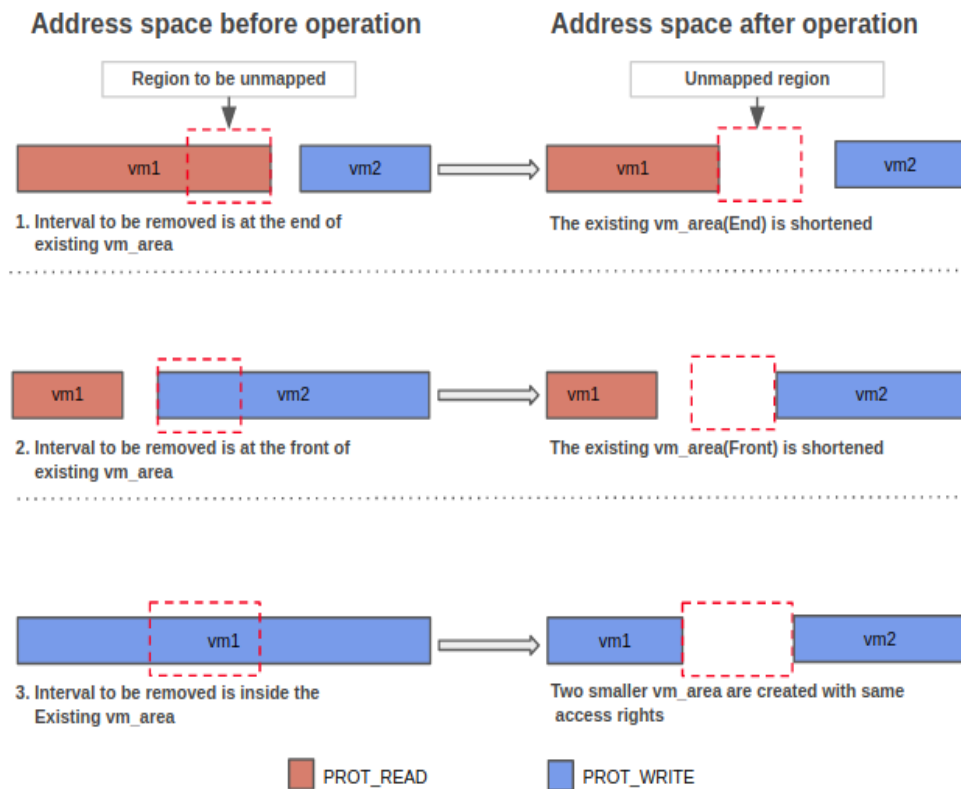 Address space before operation
Address space after operation
Region to be unmapped
Unmapped region
vm1
vm2
vm1
vm2
1. Interval to be removed is at the end of
existing vm_area
The existing vm_area(End) is shortened
vm1
vm2
vm1
vm2
2. Interval to be removed is at the front of
existing vm_area
The existing vm_area(Front) is shortened
vm1
vm1
vm2
3. Interval to be removed is inside the
Existing vm_area
Two smaller vm_area are created with same
access rights
PROT_READ
PROT_WRITE